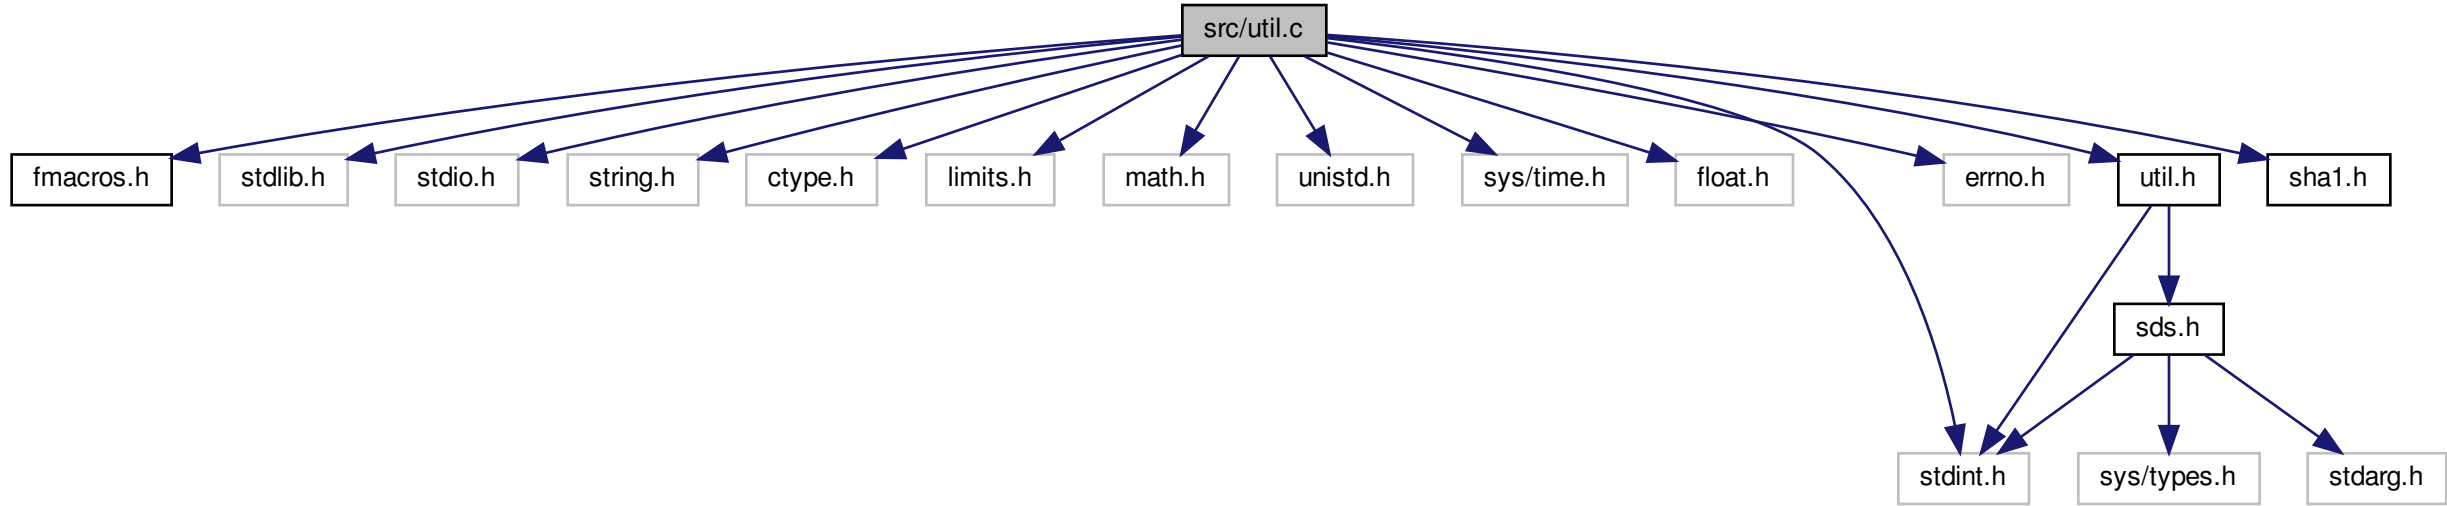 src/util.c
fmacros.h
stdlib.h
stdio.h
string.h
ctype.h
limits.h
math.h
unistd.h
sys/time.h
float.h
errno.h
util.h
sha1.h
sds.h
stdint.h
sys/types.h
stdarg.h